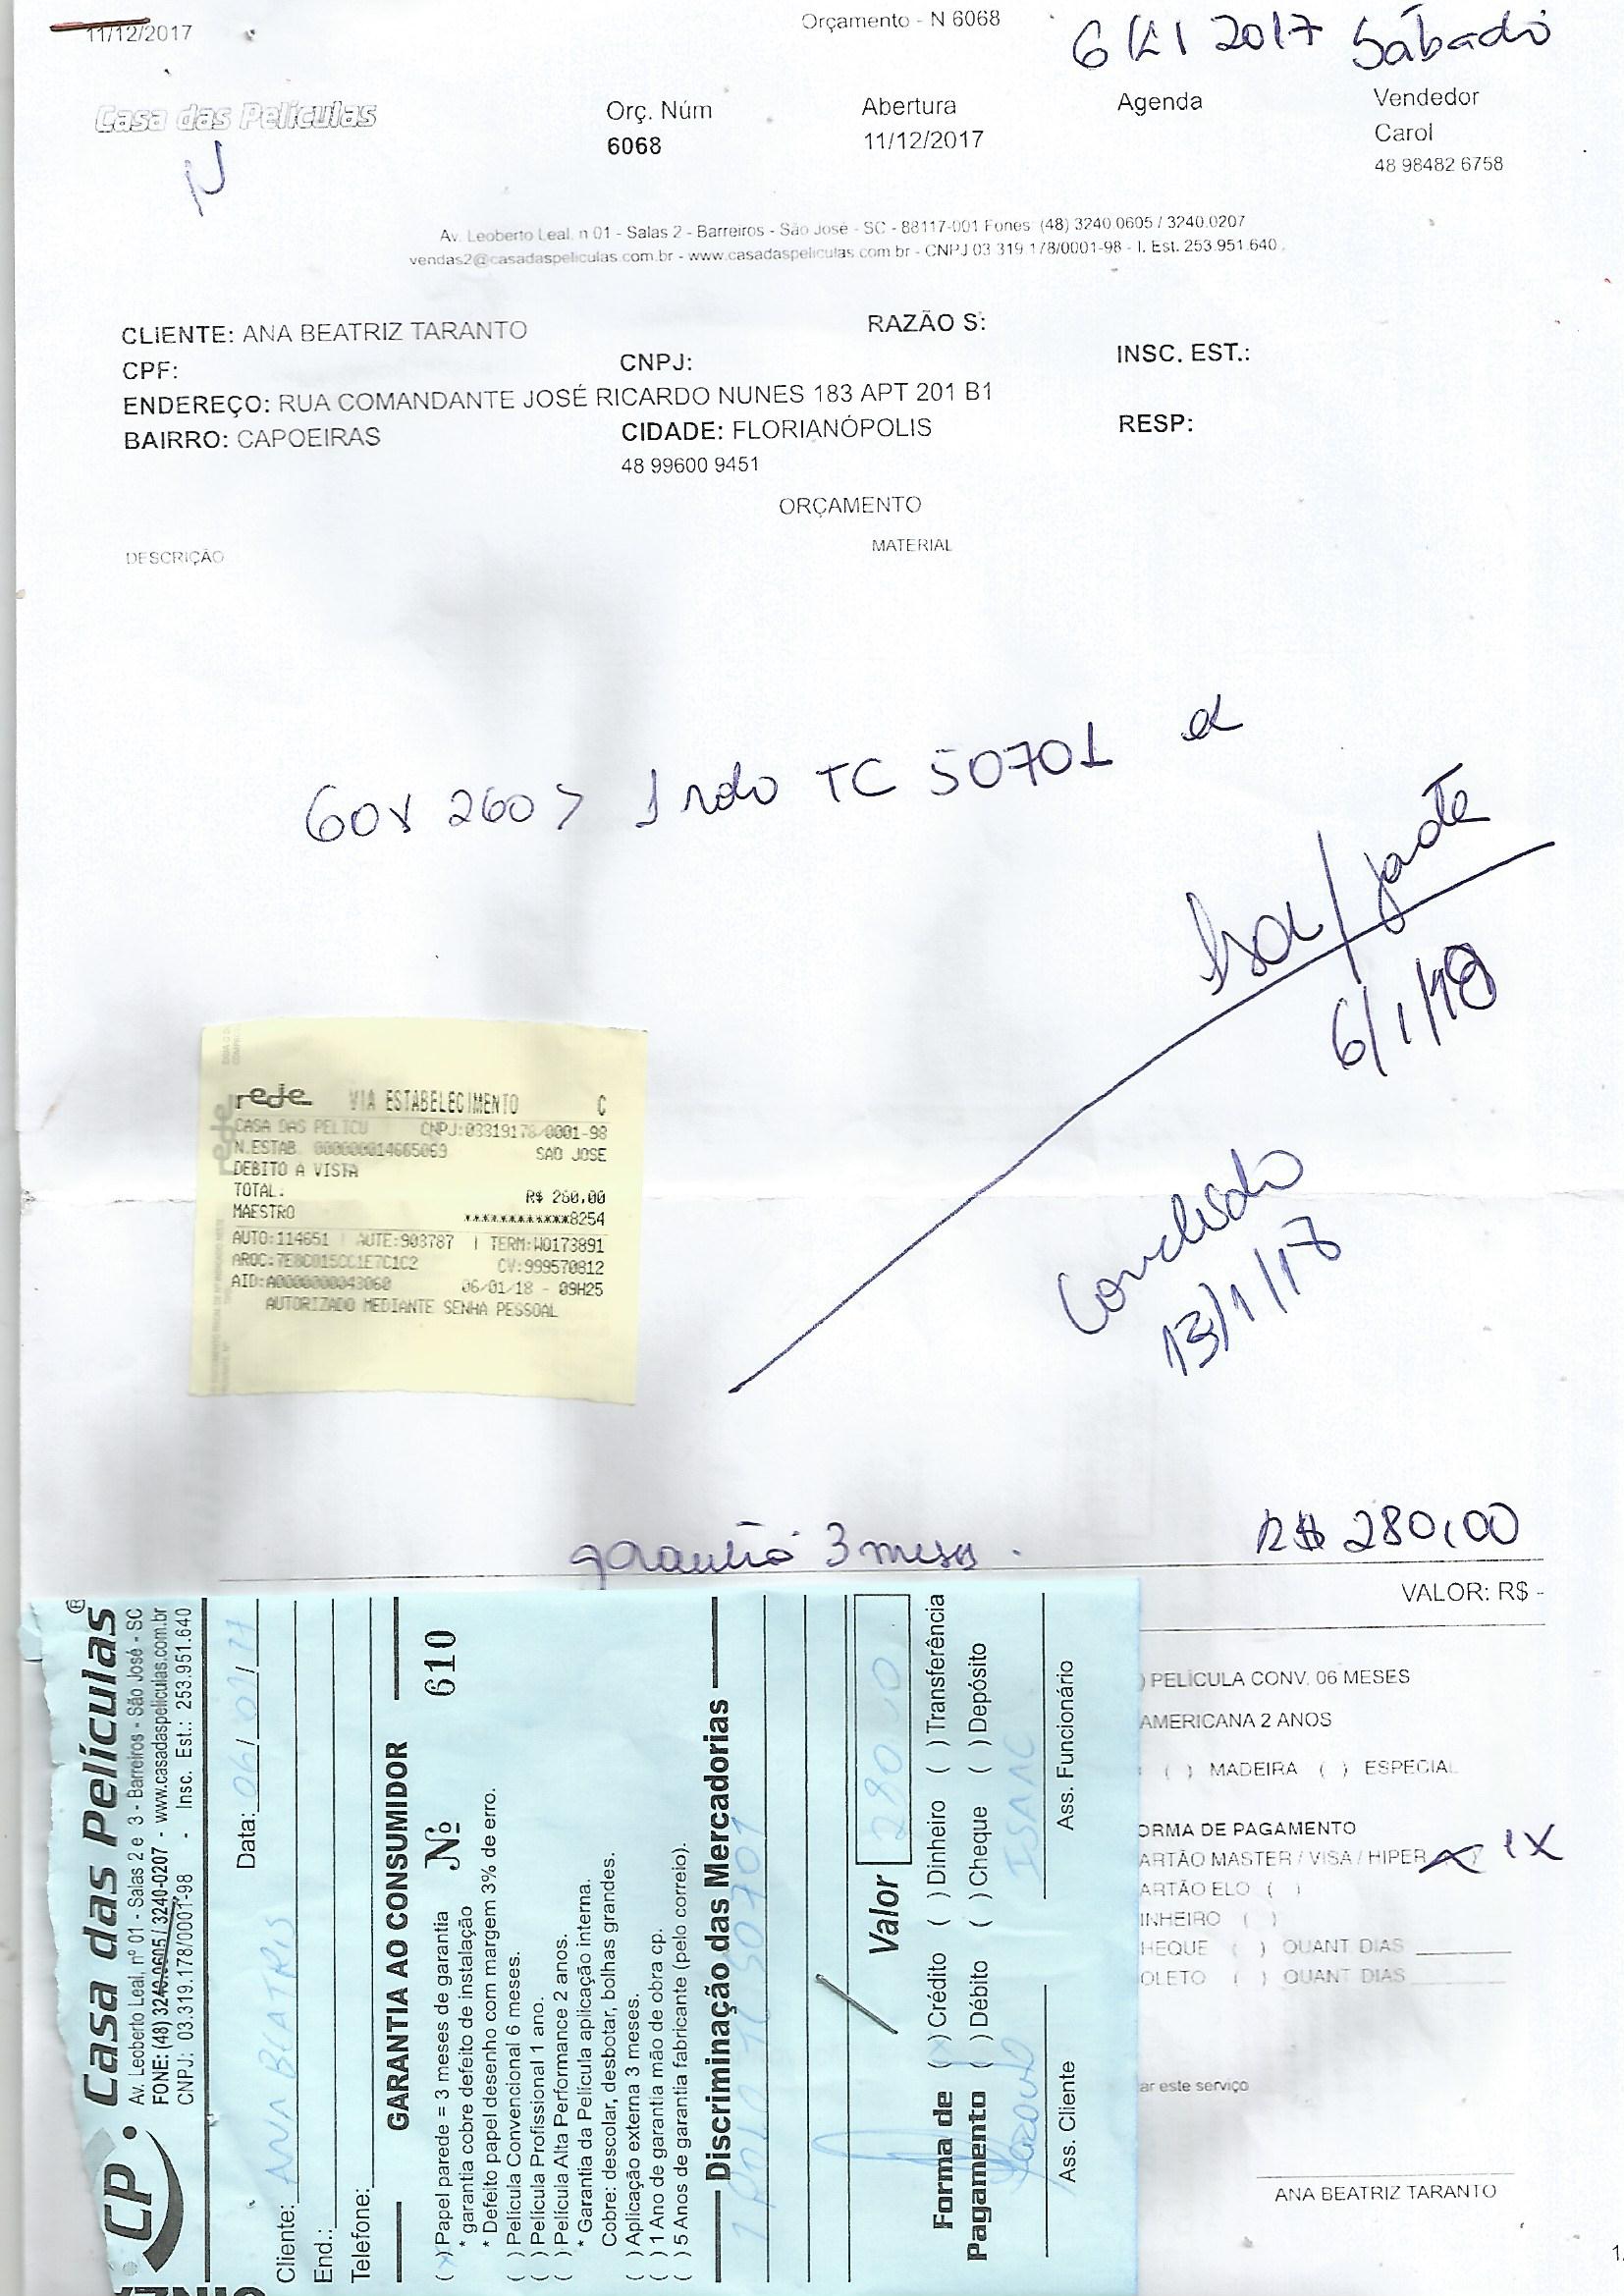 11/12/2017
Orçamento - N 6068
2017 Sábado
Casa das Películas
Orç. Núm
Abertura
Agenda
Vendedor
6068
11/12/2017
Carol
48 98482 6758
N
Av. Leoberto Leal, n 01 - Salas 2 - Barreiros - São José - SC - 88117-001 Fones: (48) 3240.0605 / 3240.0207
vendas2@casadaspeliculas.com.br - www.casadaspeliculas.com.br - CNPJ 03 319 178/0001-98 - I. Est. 253.951.640
CLIENTE: ANA BEATRIZ TARANTO
RAZÃO S:
CPF:
CNPJ:
INSC. EST.:
ENDEREÇO: RUA COMANDANTE JOSÉ RICARDO NUNES 183 APT 201 B1
BAIRRO: CAPOEIRAS
CIDADE: FLORIANÓPOLIS
RESP:
48 99600 9451
ORÇAMENTO
DESCRIÇÃO
MATERIAL
60x 260 > 1 rolo TC 50701
6/1/18
rede VIA ESTABELECIMENTO C
CASA DAS PELICU CNPJ:03319178/0001-98
N.ESTAB. 000000014665069 SAO JOSE
DEBITO A VISTA
TOTAL: R$ 280,00
MAESTRO ************8254
AUTO:114651 | AUTE:903787 | TERM:W0173891
AROC:7E8C015CC1E7C1C2 CV:999570812
AID:A0000000043060 06/01/18 - 09H25
AUTORIZADO MEDIANTE SENHA PESSOAL
Concluido
13/1/18
garantia 3 meses.
R$ 280,00
VALOR: R$ -
) PELÍCULA CONV. 06 MESES
AMERICANA 2 ANOS
( ) MADEIRA ( ) ESPECIAL
ORMA DE PAGAMENTO
ARTÃO MASTER / VISA / HIPER 1X
ARTÃO ELO ( )
INHEIRO ( )
HEQUE ( ) QUANT DIAS
OLETO ( ) QUANT DIAS
ar este serviço
ANA BEATRIZ TARANTO
CP Casa das Películas ®
Av. Leoberto Leal, nº 01 - Salas 2 e 3 - Barreiros - São José - SC
FONE: (48) 3240.0605 / 3240-0207 - www.casadaspeliculas.com.br
CNPJ: 03.319.178/0001-98 - Insc. Est.: 253.951.640
Data: 06/01/17
Cliente: ANA BEATRIS
End.:
Telefone:
GARANTIA AO CONSUMIDOR
Nº 610
(x) Papel parede = 3 meses de garantia
* garantia cobre defeito de instalação
* Defeito papel desenho com margem 3% de erro.
( ) Película Convencional 6 meses.
( ) Película Profissional 1 ano.
( ) Película Alta Performance 2 anos.
* Garantia da Película aplicação interna.
Cobre: descolar, desbotar, bolhas grandes.
( ) Aplicação externa 3 meses.
( ) 1 Ano de garantia mão de obra cp.
( ) 5 Anos de garantia fabricante (pelo correio).
Discriminação das Mercadorias
1 ROLO TC 50701
Valor 280,0
Forma de Pagamento
(x) Crédito ( ) Dinheiro ( ) Transferência
( ) Débito ( ) Cheque ( ) Depósito
ISAAC
Ass. Cliente
Ass. Funcionário